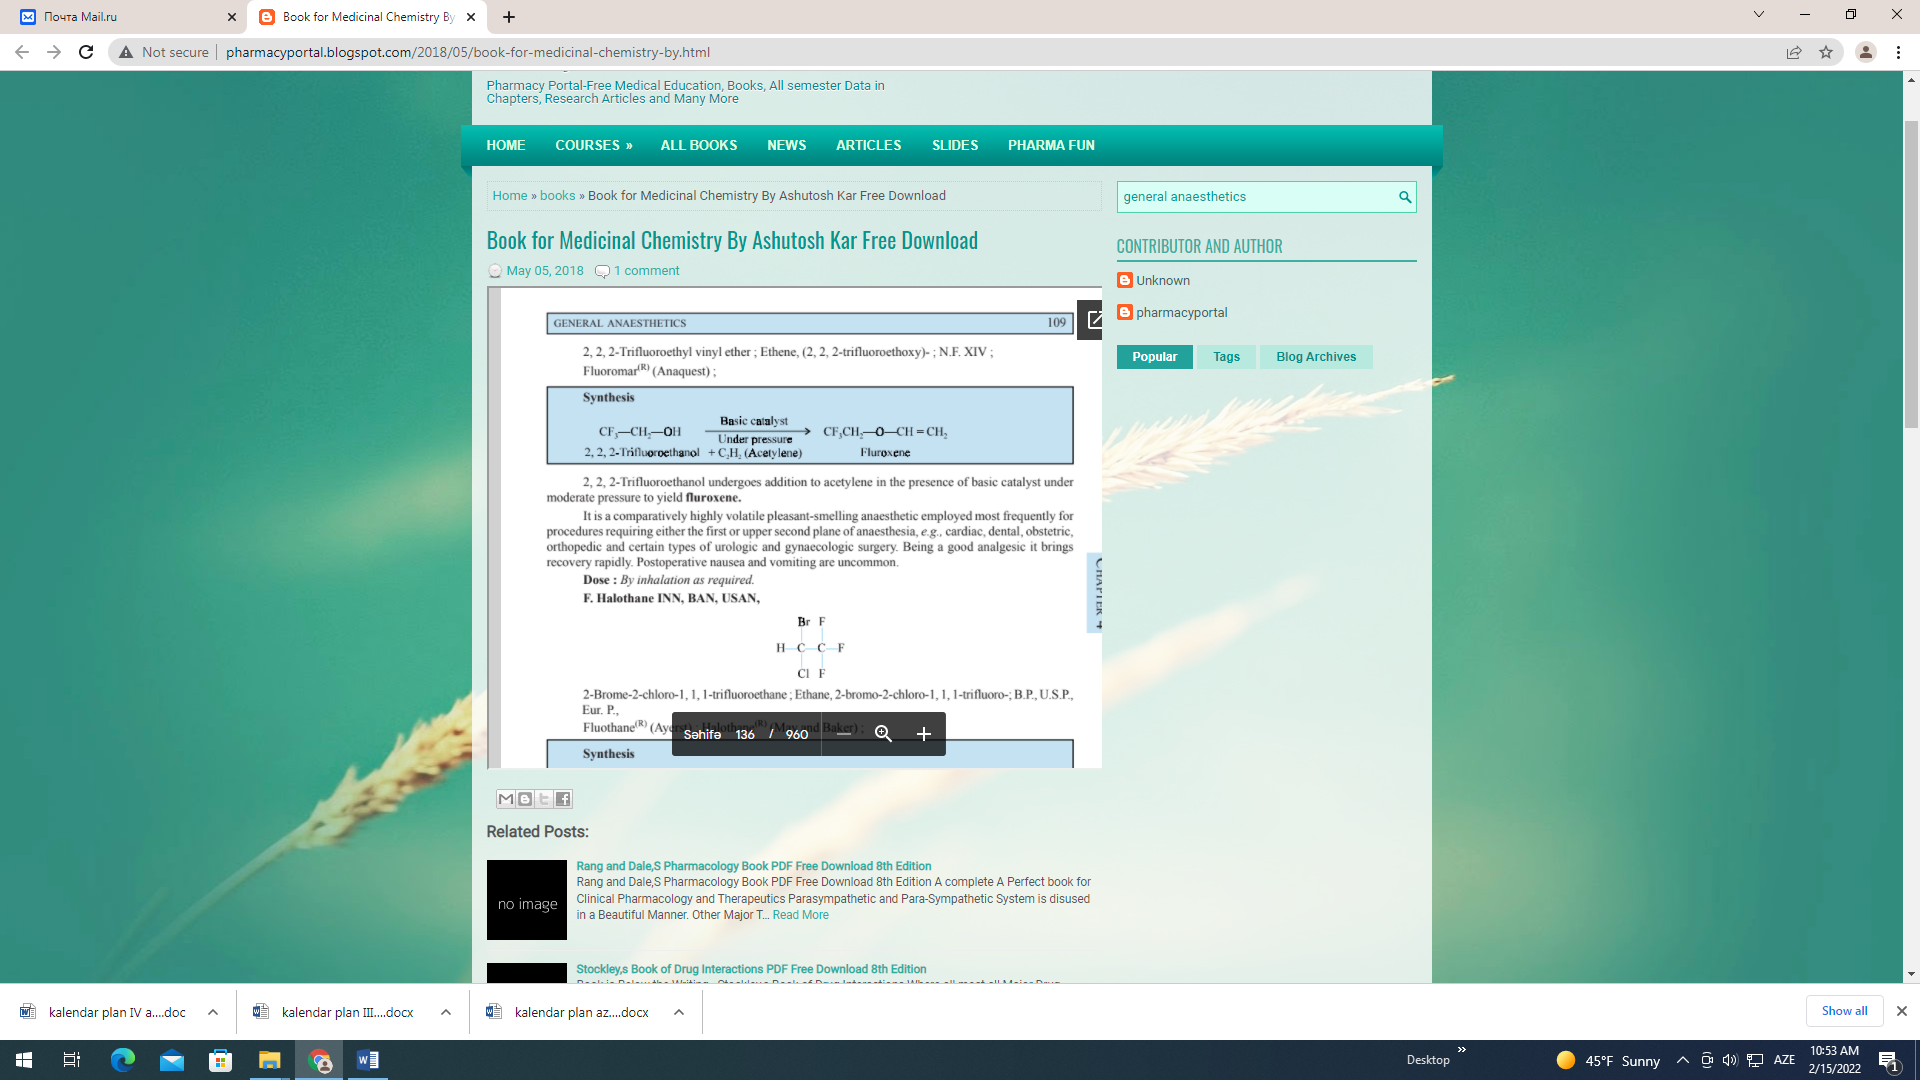 Почта Mail.ru
Book for Medicinal Chemistry By
Not secure
pharmacyportal.blogspot.com/2018/05/book-for-medicinal-chemistry-by.html
Pharmacy Portal-Free Medical Education, Books, All semester Data in
Chapters, Research Articles and Many More
HOME COURSES » ALL BOOKS NEWS ARTICLES SLIDES PHARMA FUN
Home » books » Book for Medicinal Chemistry By Ashutosh Kar Free Download
Book for Medicinal Chemistry By Ashutosh Kar Free Download
May 05, 2018 1 comment
GENERAL ANAESTHETICS 109
2, 2, 2-Trifluoroethyl vinyl ether ; Ethene, (2, 2, 2-trifluoroethoxy)- ; N.F. XIV ;
Fluoromar(R) (Anaquest) ;
Synthesis
Basic catalyst
CF3—CH2—OH CF3CH2—O—CH = CH2
Under pressure
2, 2, 2-Trifluoroethanol + C2H2 (Acetylene) Fluroxene
2, 2, 2-Trifluoroethanol undergoes addition to acetylene in the presence of basic catalyst under
moderate pressure to yield fluroxene.
It is a comparatively highly volatile pleasant-smelling anaesthetic employed most frequently for
procedures requiring either the first or upper second plane of anaesthesia, e.g., cardiac, dental, obstetric,
orthopedic and certain types of urologic and gynaecologic surgery. Being a good analgesic it brings
recovery rapidly. Postoperative nausea and vomiting are uncommon.
Dose : By inhalation as required.
F. Halothane INN, BAN, USAN,
Br F
H C C F
Cl F
2-Brome-2-chloro-1, 1, 1-trifluoroethane ; Ethane, 2-bromo-2-chloro-1, 1, 1-trifluoro-; B.P., U.S.P.,
Eur. P.,
Fluothane(R) (Ayerst) ; Halothane(R) (May and Baker) ;
Synthesis
CHAPTER 4
Səhifə 136 / 960
general anaesthetics
CONTRIBUTOR AND AUTHOR
Unknown
pharmacyportal
Popular Tags Blog Archives
Related Posts:
no image
Rang and Dale,S Pharmacology Book PDF Free Download 8th Edition
Rang and Dale,S Pharmacology Book PDF Free Download 8th Edition A complete A Perfect book for
Clinical Pharmacology and Therapeutics Parasympathetic and Para-Sympathetic System is disused
in a Beautiful Manner. Other Major T... Read More
Stockley,s Book of Drug Interactions PDF Free Download 8th Edition
kalendar plan IV a....doc
kalendar plan III....docx
kalendar plan az....docx
Show all
Desktop
45°F Sunny
AZE
10:53 AM
2/15/2022
1